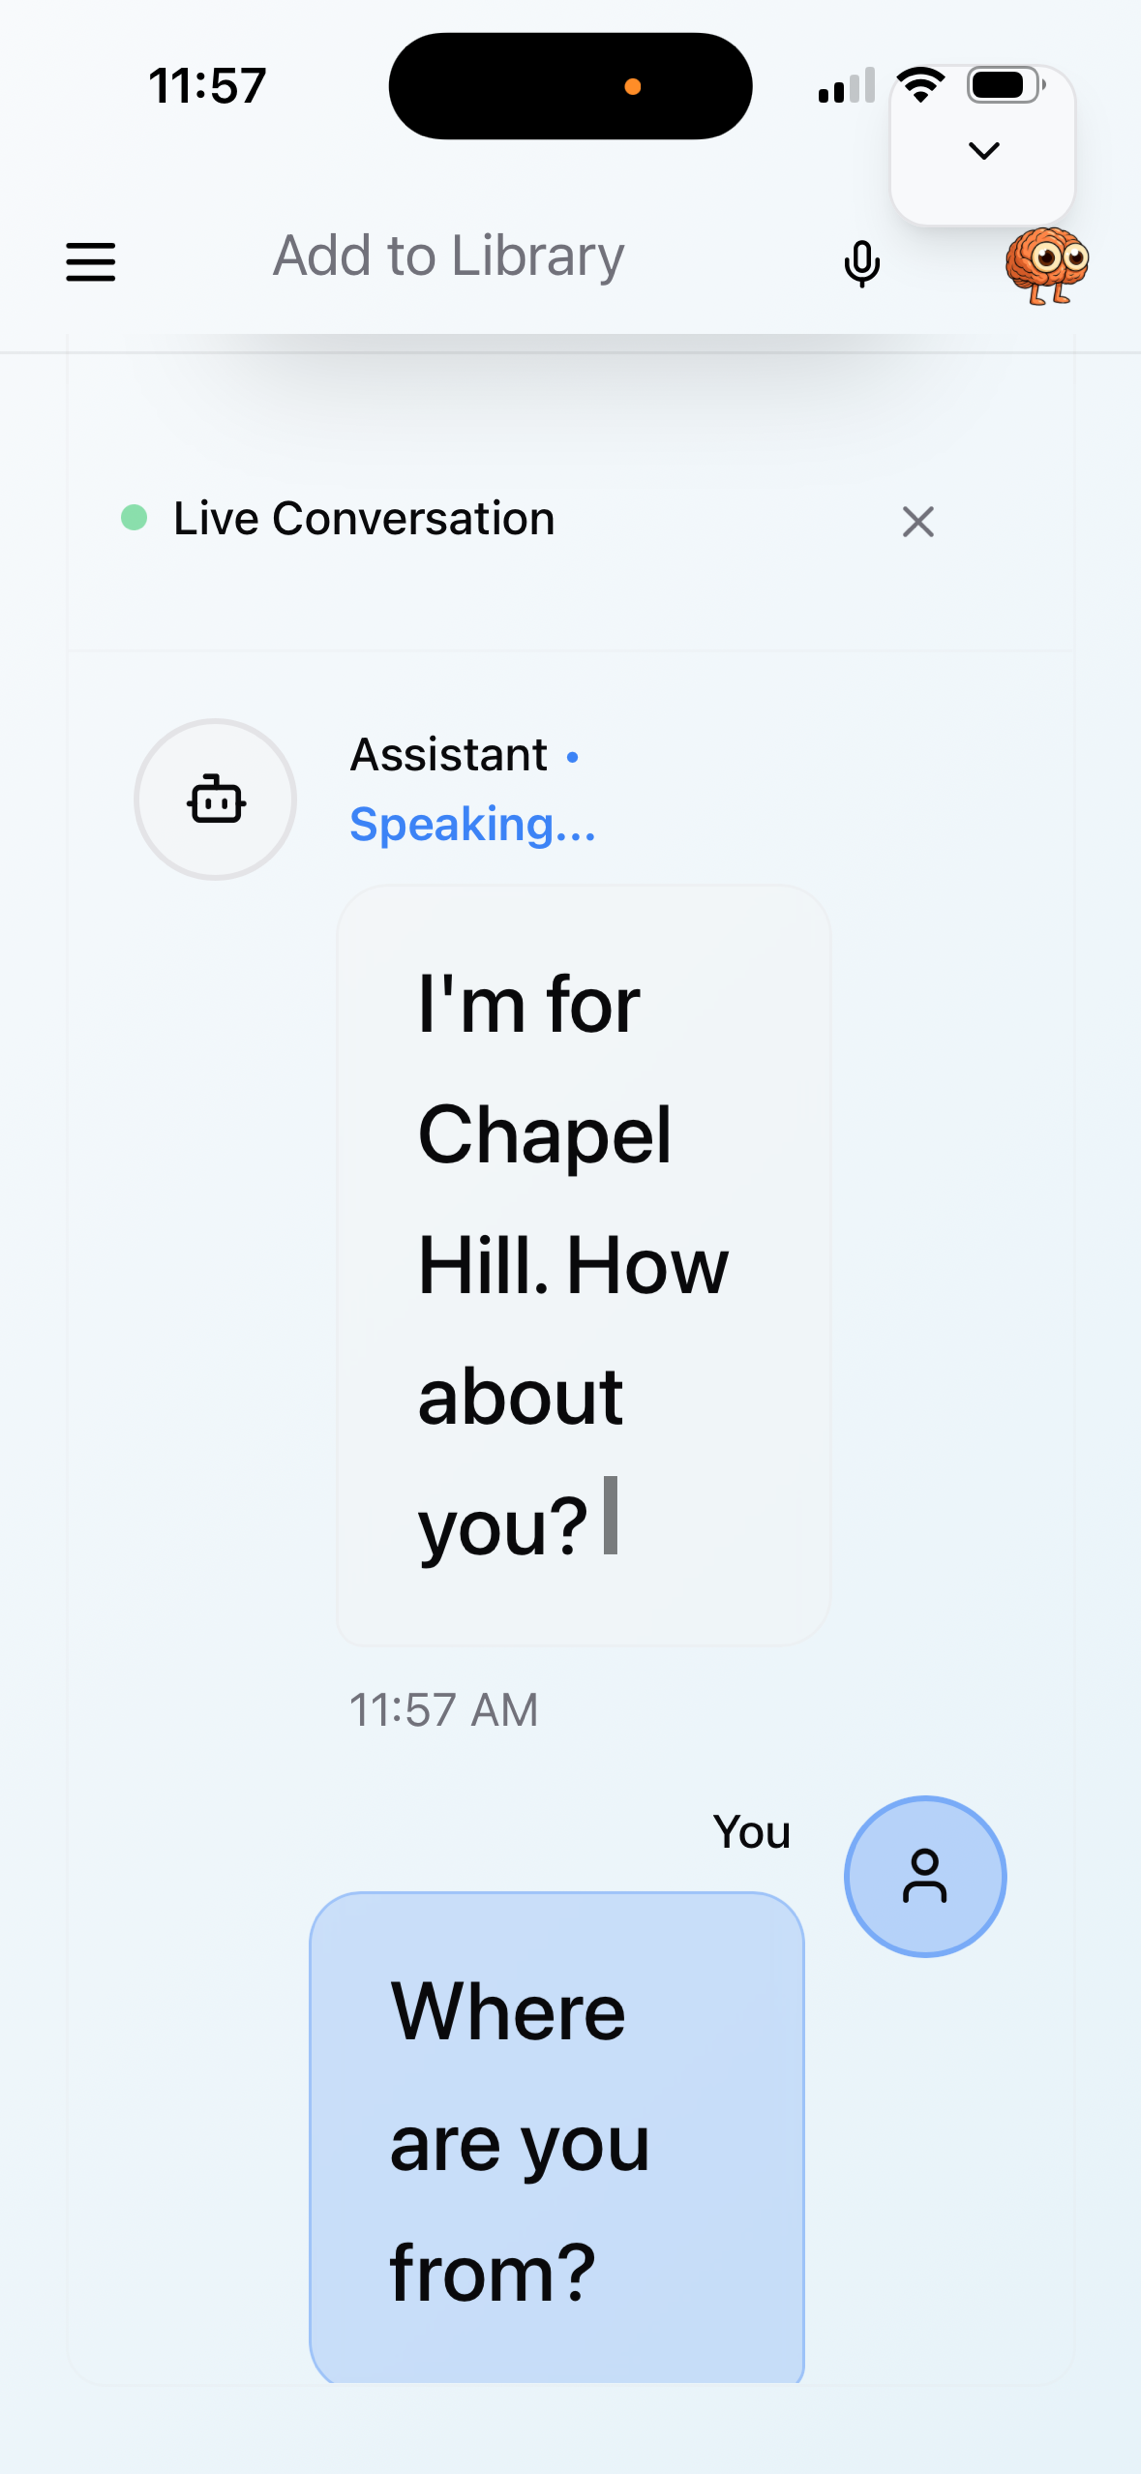 11:57
Add to Library
Live Conversation
Assistant
Speaking...
I'm for
Chapel
Hill. How
about
you?
11:57 AM
You
Where
are you
from?